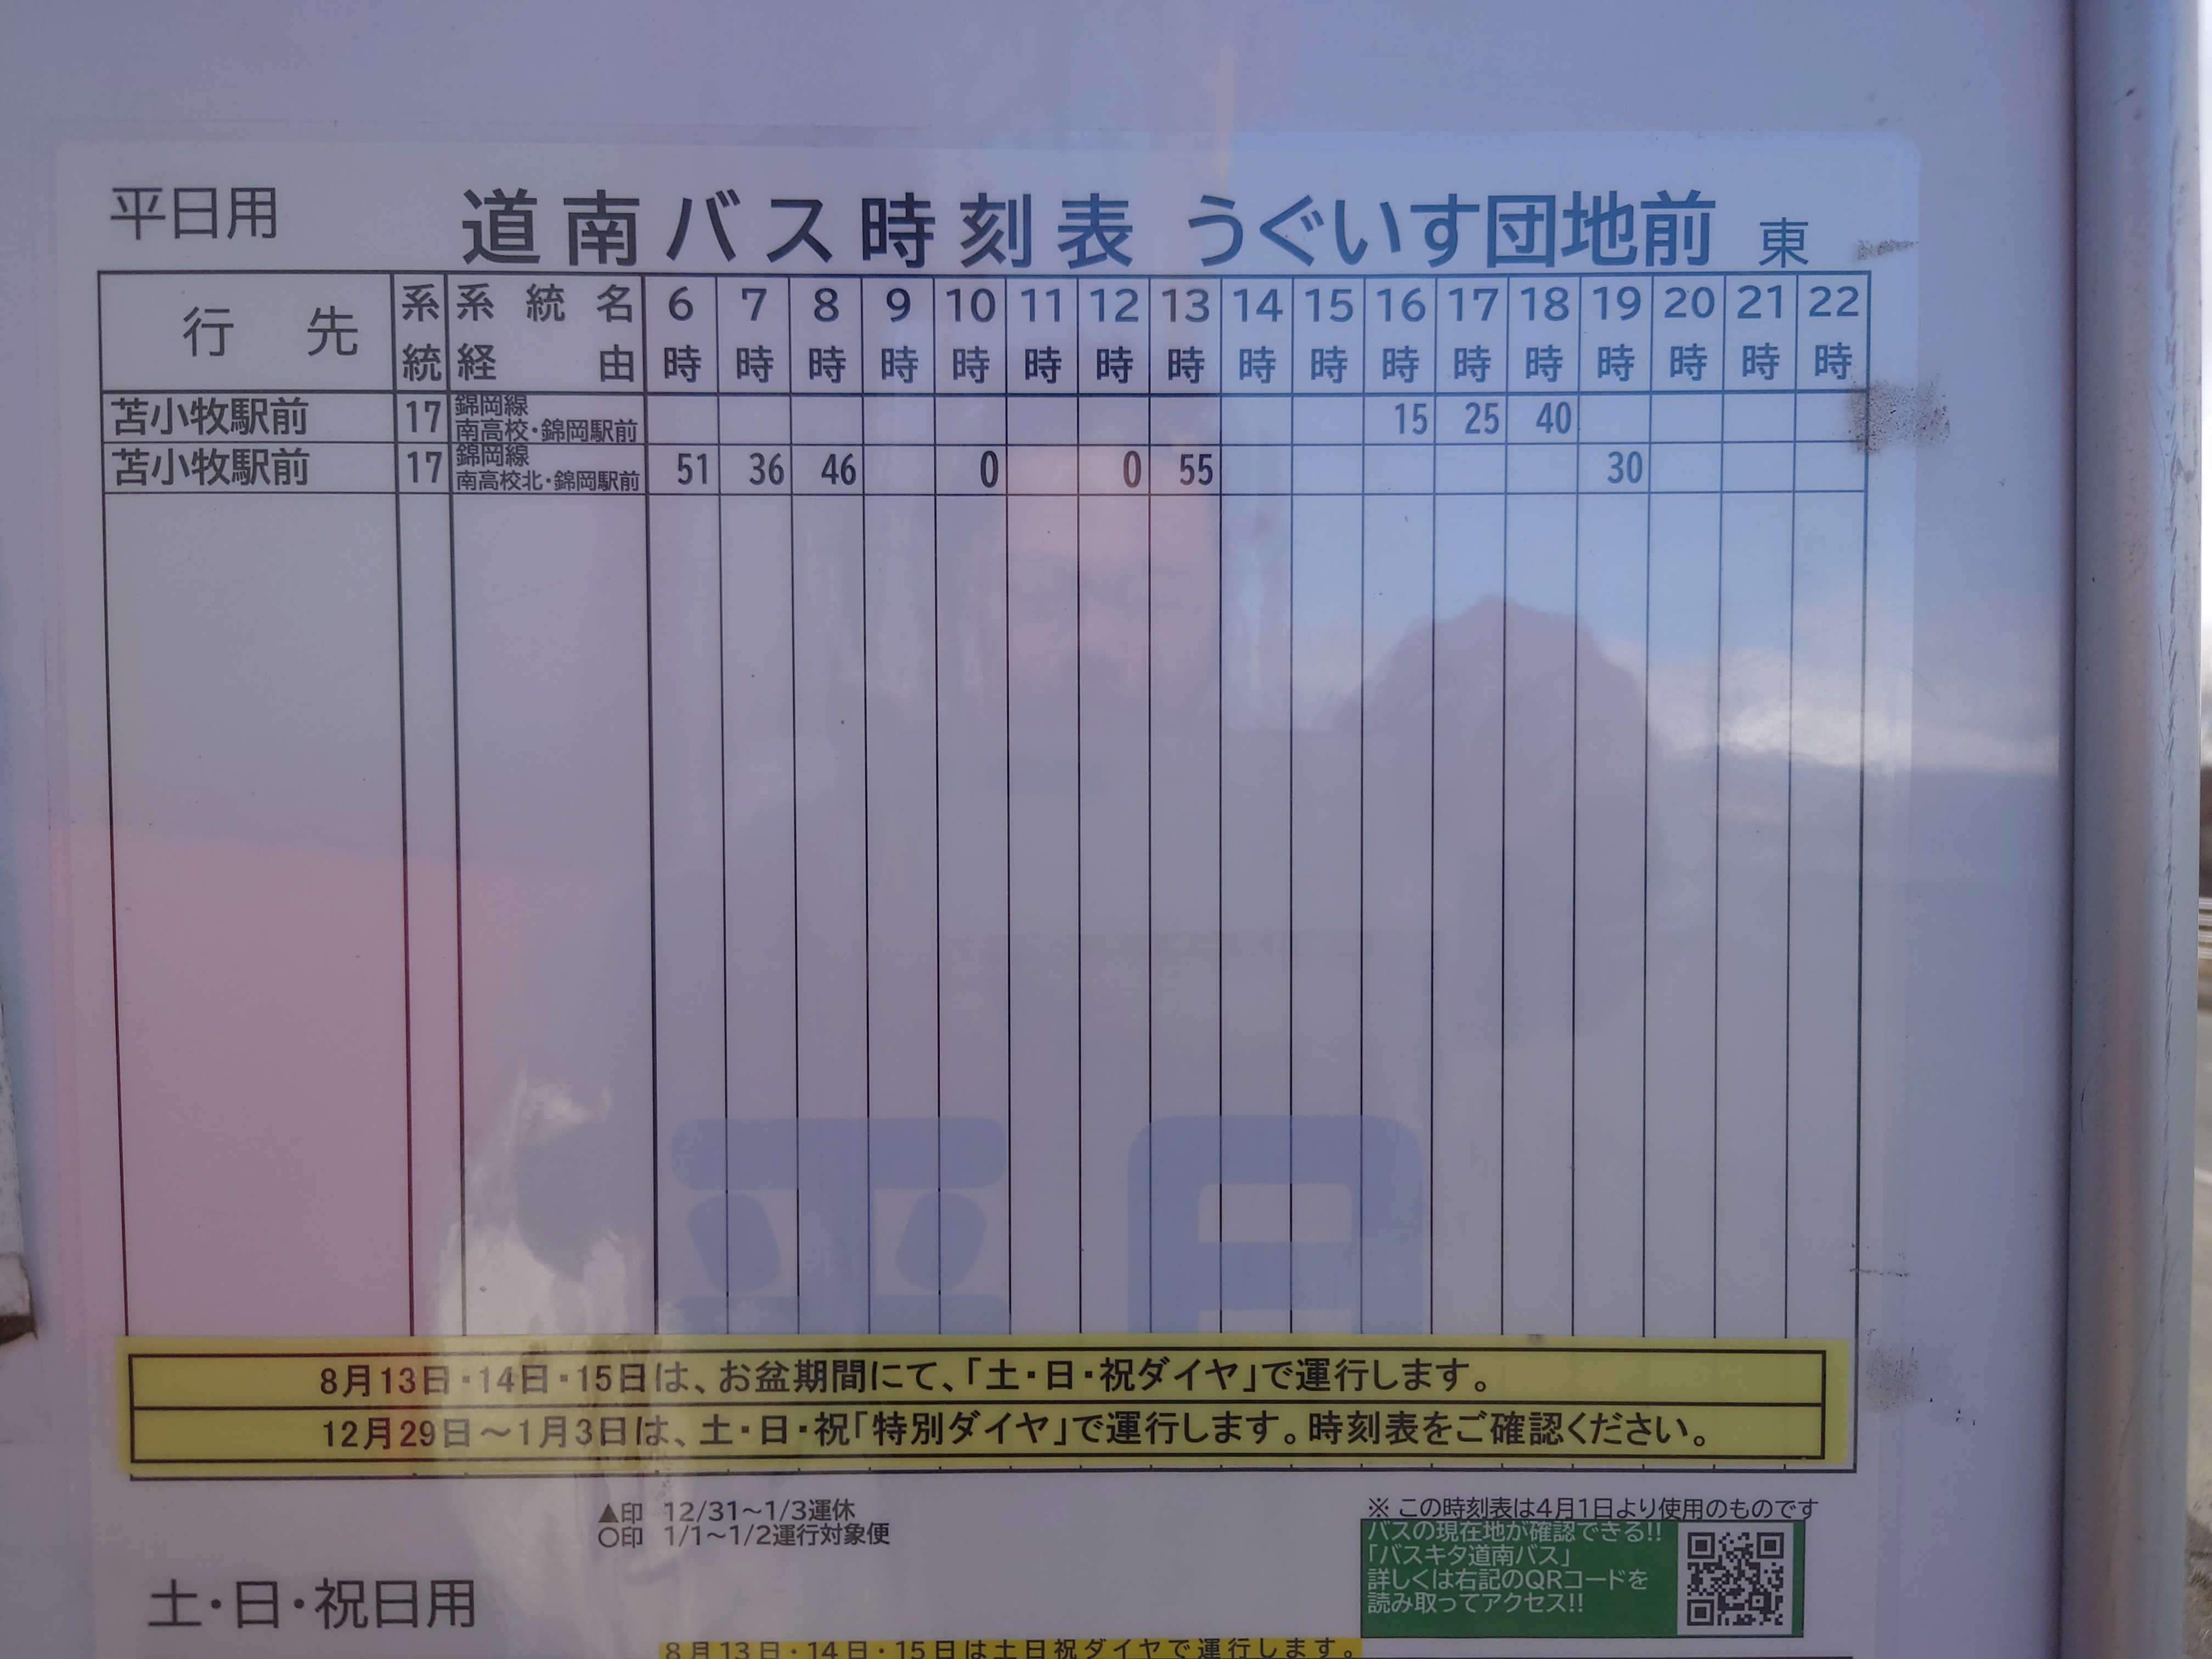 平日用 道南バス時刻表 うぐいす団地前 東
行先 系統 系統名 経由 6時 7時 8時 9時 10時 11時 12時 13時 14時 15時 16時 17時 18時 19時 20時 21時 22時
苫小牧駅前 17 錦岡線 南高校・錦岡駅前 15 25 40
苫小牧駅前 17 錦岡線 南高校北・錦岡駅前 51 36 46 0 0 55 30
平日
8月13日・14日・15日は、お盆期間にて、「土・日・祝ダイヤ」で運行します。
12月29日～1月3日は、土・日・祝「特別ダイヤ」で運行します。時刻表をご確認ください。
▲印 12/31～1/3運休
○印 1/1～1/2運行対象便
※ この時刻表は4月1日より使用のものです
バスの現在地が確認できる!!
「バスキタ道南バス」
詳しくは右記のQRコードを
読み取ってアクセス!!
土・日・祝日用
8月13日・14日・15日は土日祝ダイヤで運行します。